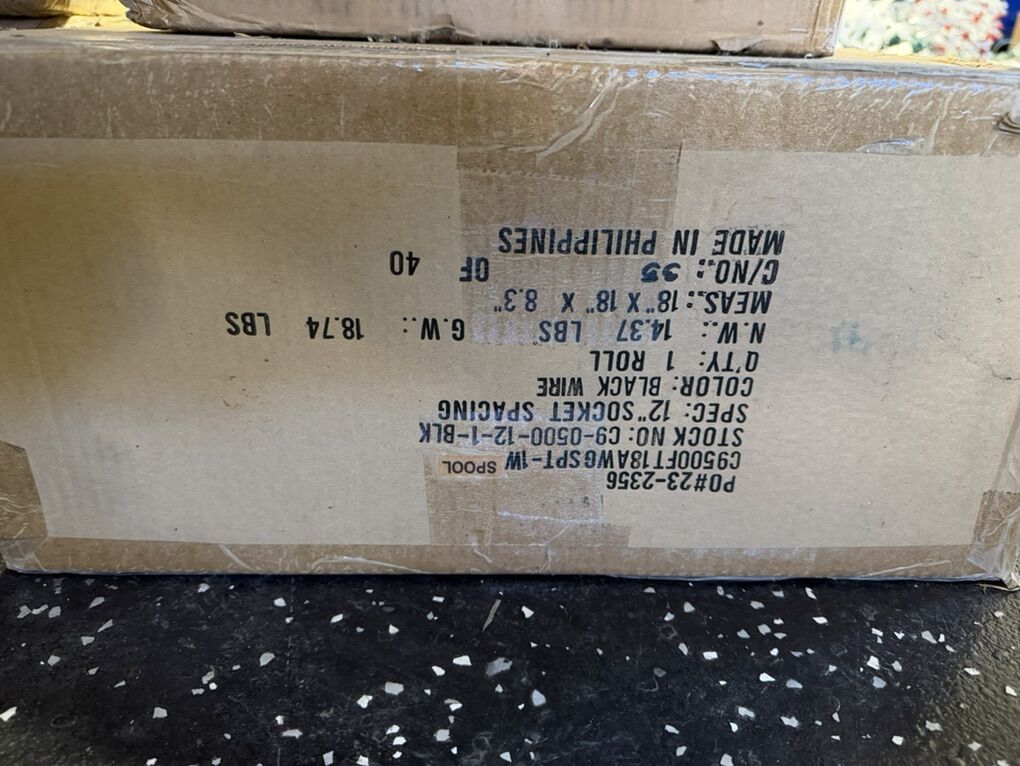 PO#23-2356
C9500FT18AWGSPT-1W SPOOL
STOCK NO: C9-0500-12-1-BLK
SPEC: 12" SOCKET SPACING
COLOR: BLACK WIRE
Q'TY: 1 ROLL
N.W.: 14.37 LBS G.W.: 18.74 LBS
MEAS.: 18" X 18" X 8.3"
C/NO.: OF 40
MADE IN PHILIPPINES